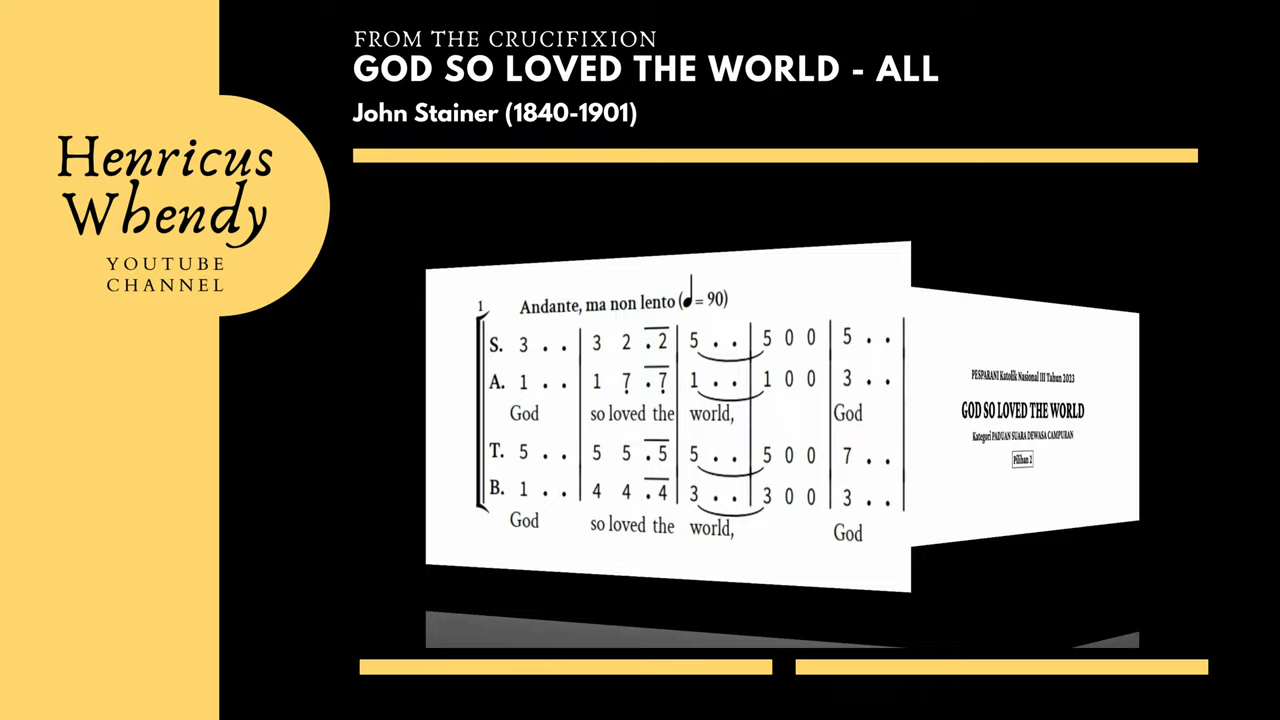 FROM THE CRUCIFIXION
GOD SO LOVED THE WORLD - ALL
John Stainer (1840-1901)
Henricus
Whendy
YOUTUBE
CHANNEL
1 Andante, ma non lento (♩= 90)
S. 3 . . | 3 2 . 2 | 5 . . | 5 0 0 | 5 . . |
A. 1 . . | 1 7̣ . 7̣ | 1 . . | 1 0 0 | 3 . . |
God so loved the world, God
T. 5 . . | 5 5 . 5 | 5 . . | 5 0 0 | 7 . . |
B. 1 . . | 4 4 . 4 | 3 . . | 3 0 0 | 3 . . |
God so loved the world, God
PESPARANI Katolik Nasional III Tahun 2023
GOD SO LOVED THE WORLD
Kategori PADUAN SUARA DEWASA CAMPURAN
Pilihan 2